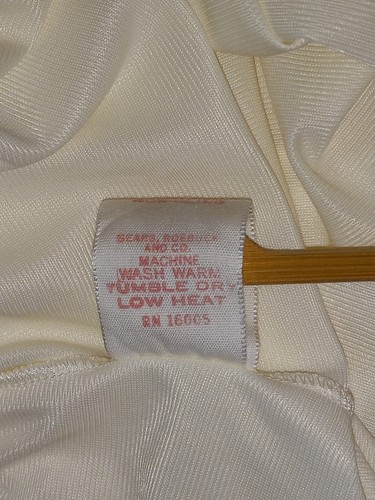 SEARS, ROEBUCK
AND CO.
MACHINE
WASH WARM
TUMBLE DRY
LOW HEAT
RN 16005